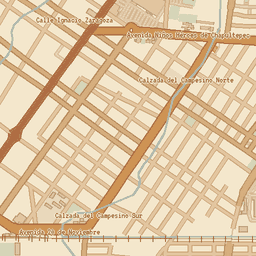 Calle Ignacio Zaragoza
Avenida Niños Héroes de Chapultepec
Calzada del Campesino Norte
Calzada del Campesino Sur
Avenida 20 de Noviembre